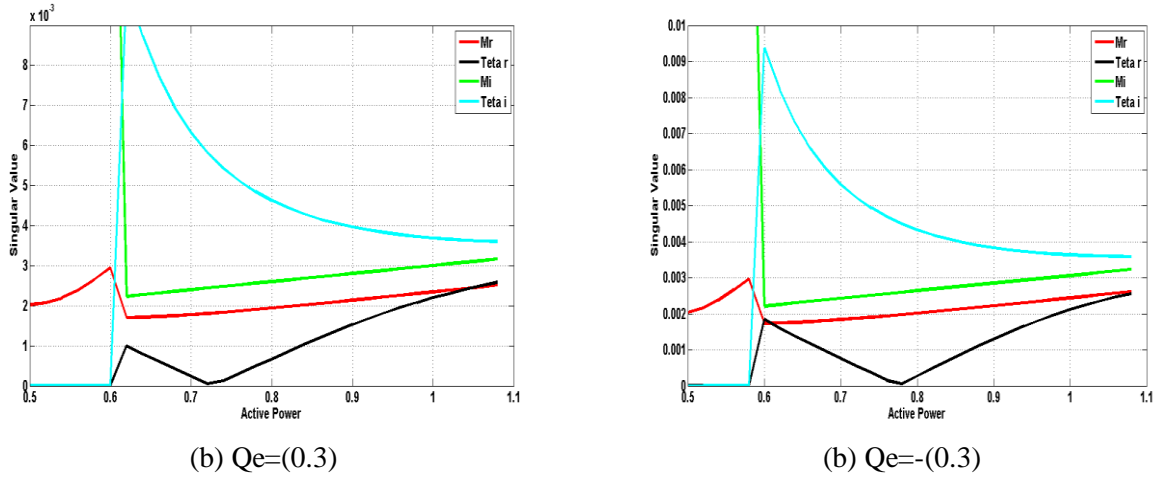 x 10⁻³
8
7
6
5
4
3
2
1
0
0.5 0.6 0.7 0.8 0.9 1 1.1
Singular Value
Active Power
Mr
Teta r
Mi
Teta i
(b) Qe=(0.3)
0.01
0.009
0.008
0.007
0.006
0.005
0.004
0.003
0.002
0.001
0
0.5 0.6 0.7 0.8 0.9 1 1.1
Singular Value
Active Power
Mr
Teta r
Mi
Teta i
(b) Qe=-(0.3)